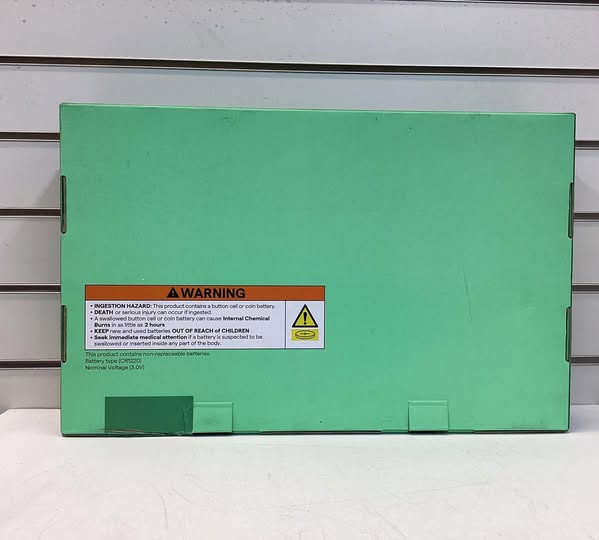 WARNING
• INGESTION HAZARD: This product contains a button cell or coin battery.
• DEATH or serious injury can occur if ingested.
• A swallowed button cell or coin battery can cause Internal Chemical
Burns in as little as 2 hours
• KEEP new and used batteries OUT OF REACH of CHILDREN
• Seek immediate medical attention if a battery is suspected to be
swallowed or inserted inside any part of the body.
This product contains non-replaceable batteries
Battery type (CR1220)
Nominal Voltage (3.0V)